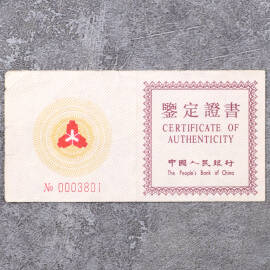 № 0003801
鑒定證書
CERTIFICATE OF
AUTHENTICITY
中國人民銀行
The People's Bank of China